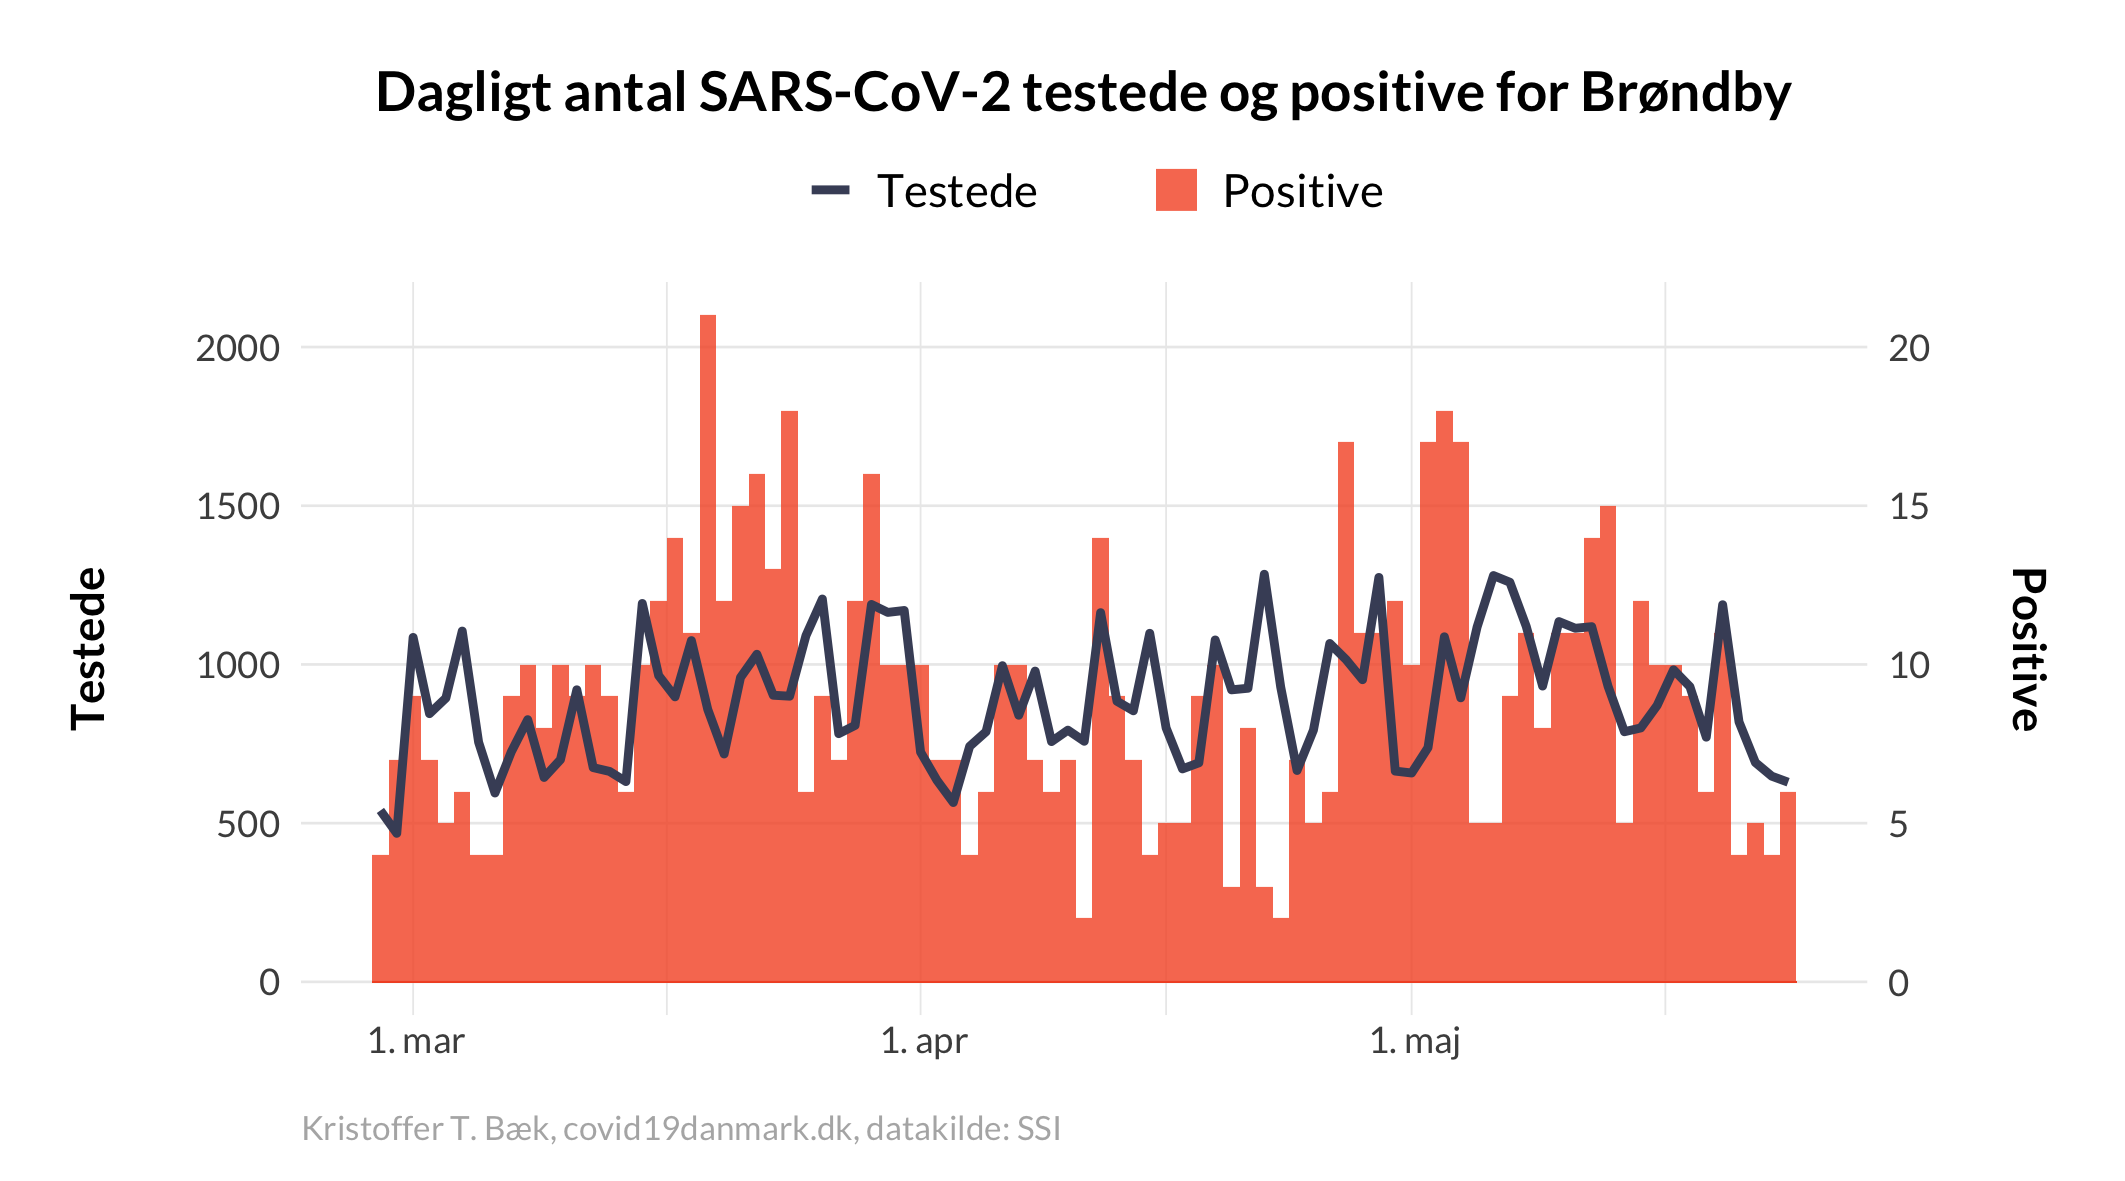 Dagligt antal SARS-CoV-2 testede og positive for Brøndby
Testede Positive
2000 20
1500 15
1000 10
500 5
0 0
Testede
Positive
1. mar 1. apr 1. maj
Kristoffer T. Bæk, covid19danmark.dk, datakilde: SSI